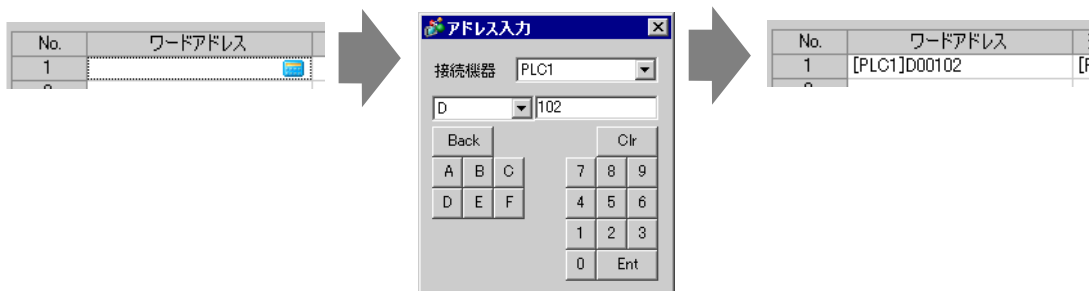 No. ワードアドレス
1
アドレス入力
接続機器 PLC1
D 102
Back Clr
A B C 7 8 9
D E F 4 5 6
1 2 3
0 Ent
No. ワードアドレス
1 [PLC1]D00102